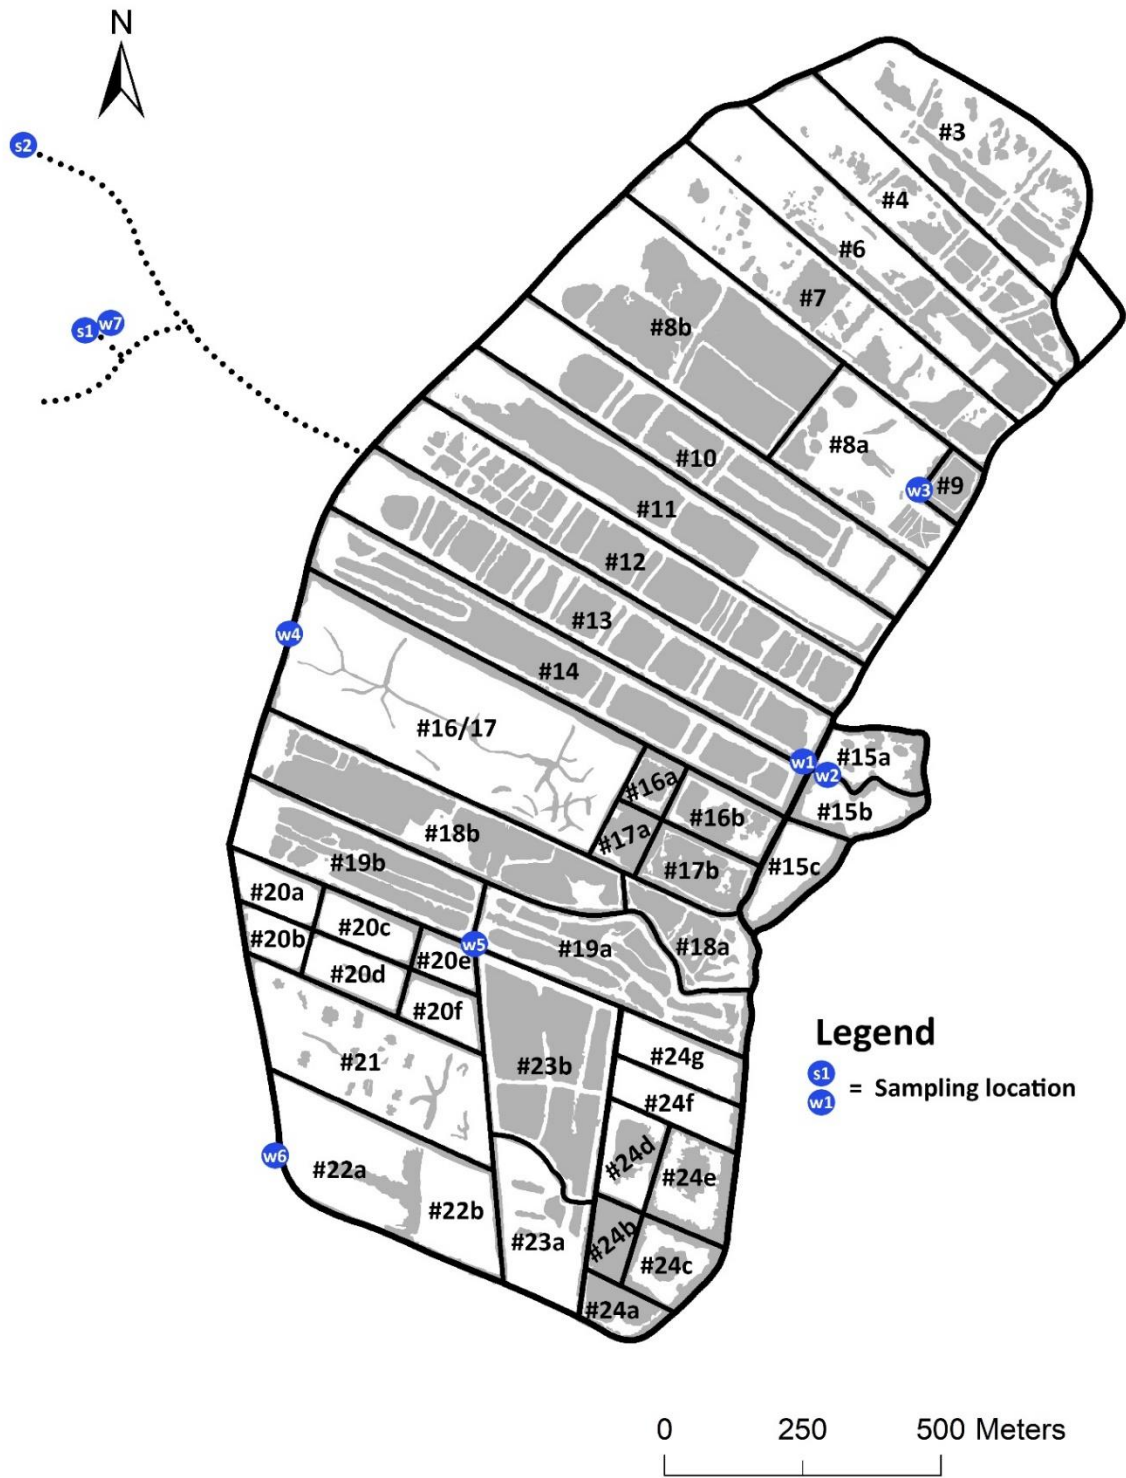 N
s2
#3
#4
#6
#7
s1
w7
#8b
#8a
#10
w3
#9
#11
#12
#13
w4
#14
#16/17
w1
#15a
w2
#16a
#15b
#16b
#18b
#17a
#19b
#17b
#15c
#20a
#20c
#20b
w5
#19a
#18a
#20e
#20d
#20f
Legend
#21
#23b
#24g
s1
= Sampling location
w1
#24f
w6
#22a
#24d
#24e
#22b
#23a
#24b
#24c
#24a
0 250 500 Meters